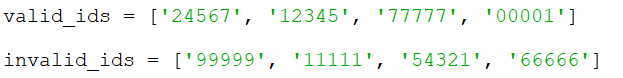 valid_ids = ['24567', '12345', '77777', '00001']
invalid_ids = ['99999', '11111', '54321', '66666']